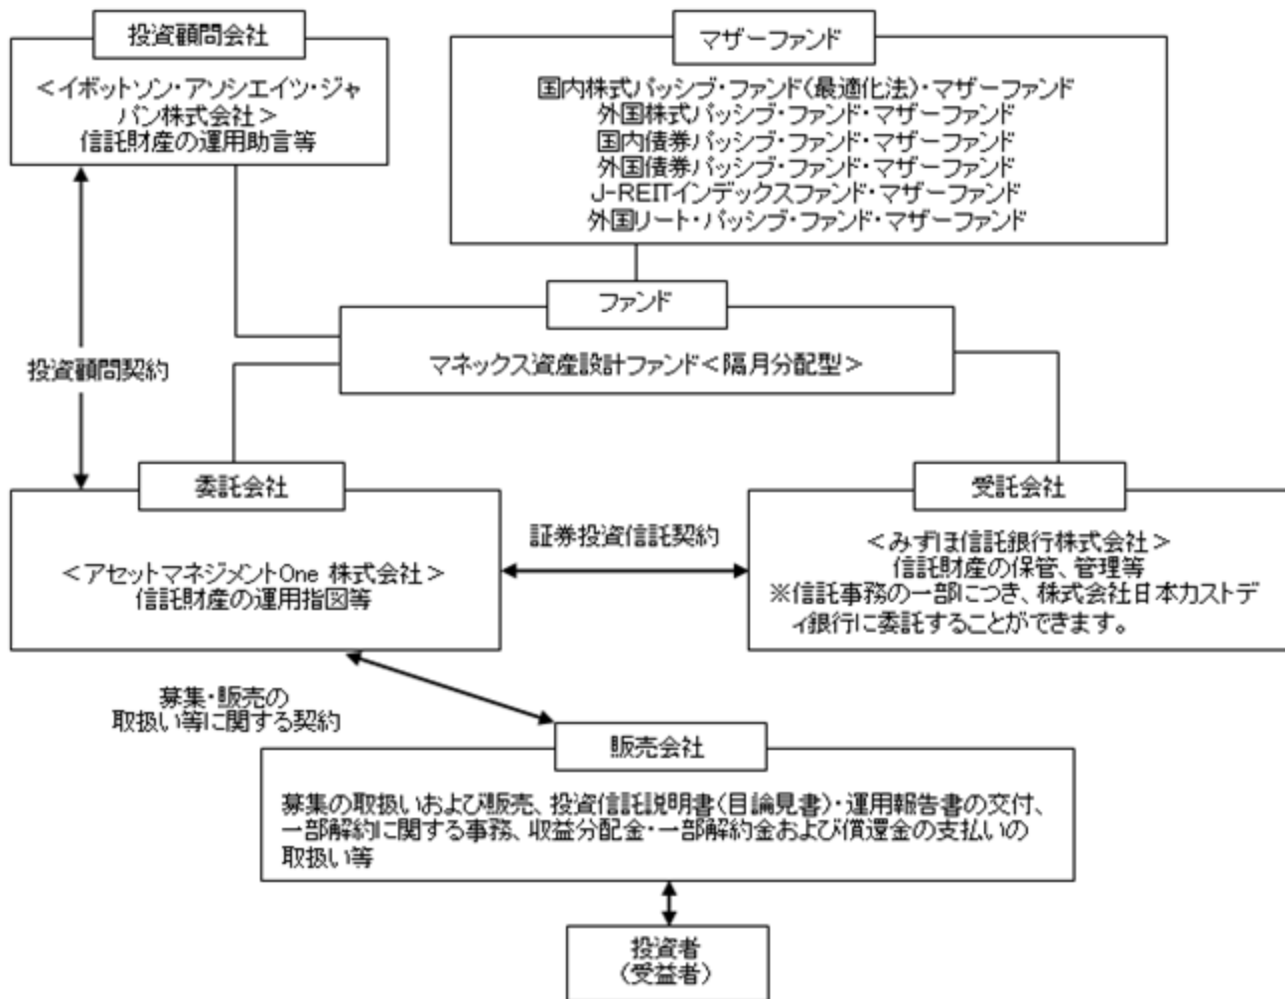 投資顧問会社
<イボットソン・アソシエイツ・ジャ
パン株式会社>
信託財産の運用助言等
マザーファンド
国内株式パッシブ・ファンド(最適化法)・マザーファンド
外国株式パッシブ・ファンド・マザーファンド
国内債券パッシブ・ファンド・マザーファンド
外国債券パッシブ・ファンド・マザーファンド
J-REITインデックスファンド・マザーファンド
外国リート・パッシブ・ファンド・マザーファンド
ファンド
マネックス資産設計ファンド<隔月分配型>
投資顧問契約
委託会社
<アセットマネジメントOne 株式会社>
信託財産の運用指図等
証券投資信託契約
受託会社
<みずほ信託銀行株式会社>
信託財産の保管、管理等
※信託事務の一部につき、株式会社日本カストデ
ィ銀行に委託することができます。
募集・販売の
取扱い等に関する契約
販売会社
募集の取扱いおよび販売、投資信託説明書(目論見書)・運用報告書の交付、
一部解約に関する事務、収益分配金・一部解約金および償還金の支払いの
取扱い等
投資者
(受益者)